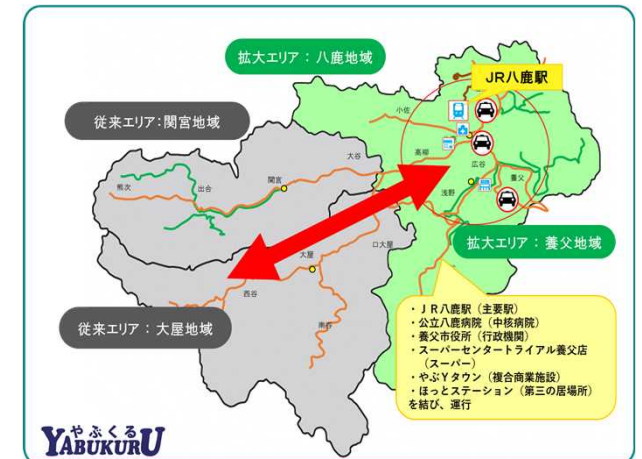 拡大エリア：八鹿地域
JR八鹿駅
従来エリア：関宮地域
小佐
高柳
大谷
広谷
養父
熊次
出合
関宮
浅野
拡大エリア：養父地域
大屋
口大屋
西谷
南谷
従来エリア：大屋地域
・ＪＲ八鹿駅（主要駅）
・公立八鹿病院（中核病院）
・養父市役所（行政機関）
・スーパーセンタートライアル養父店
（スーパー）
・やぶＹタウン（複合商業施設）
・ほっとステーション（第三の居場所）
を結び、運行
やぶくる
YABUKURU